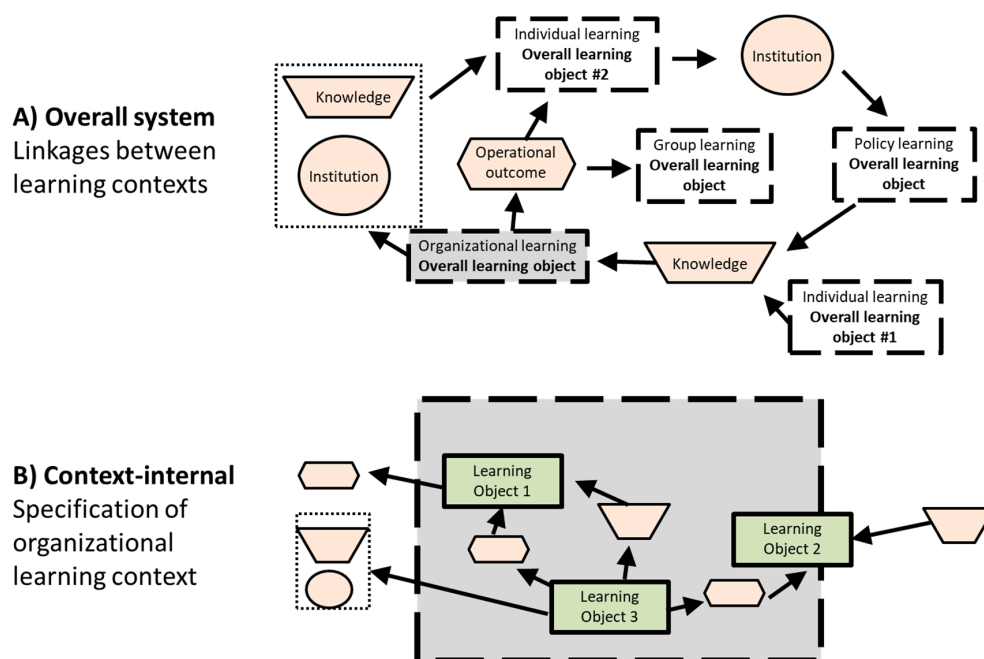 A) Overall system
Linkages between
learning contexts
Knowledge
Institution
Individual learning
Overall learning
object #2
Institution
Operational
outcome
Group learning
Overall learning
object
Policy learning
Overall learning
object
Organizational learning
Overall learning object
Knowledge
Individual learning
Overall learning
object #1
B) Context-internal
Specification of
organizational
learning context
Learning
Object 1
Learning
Object 2
Learning
Object 3